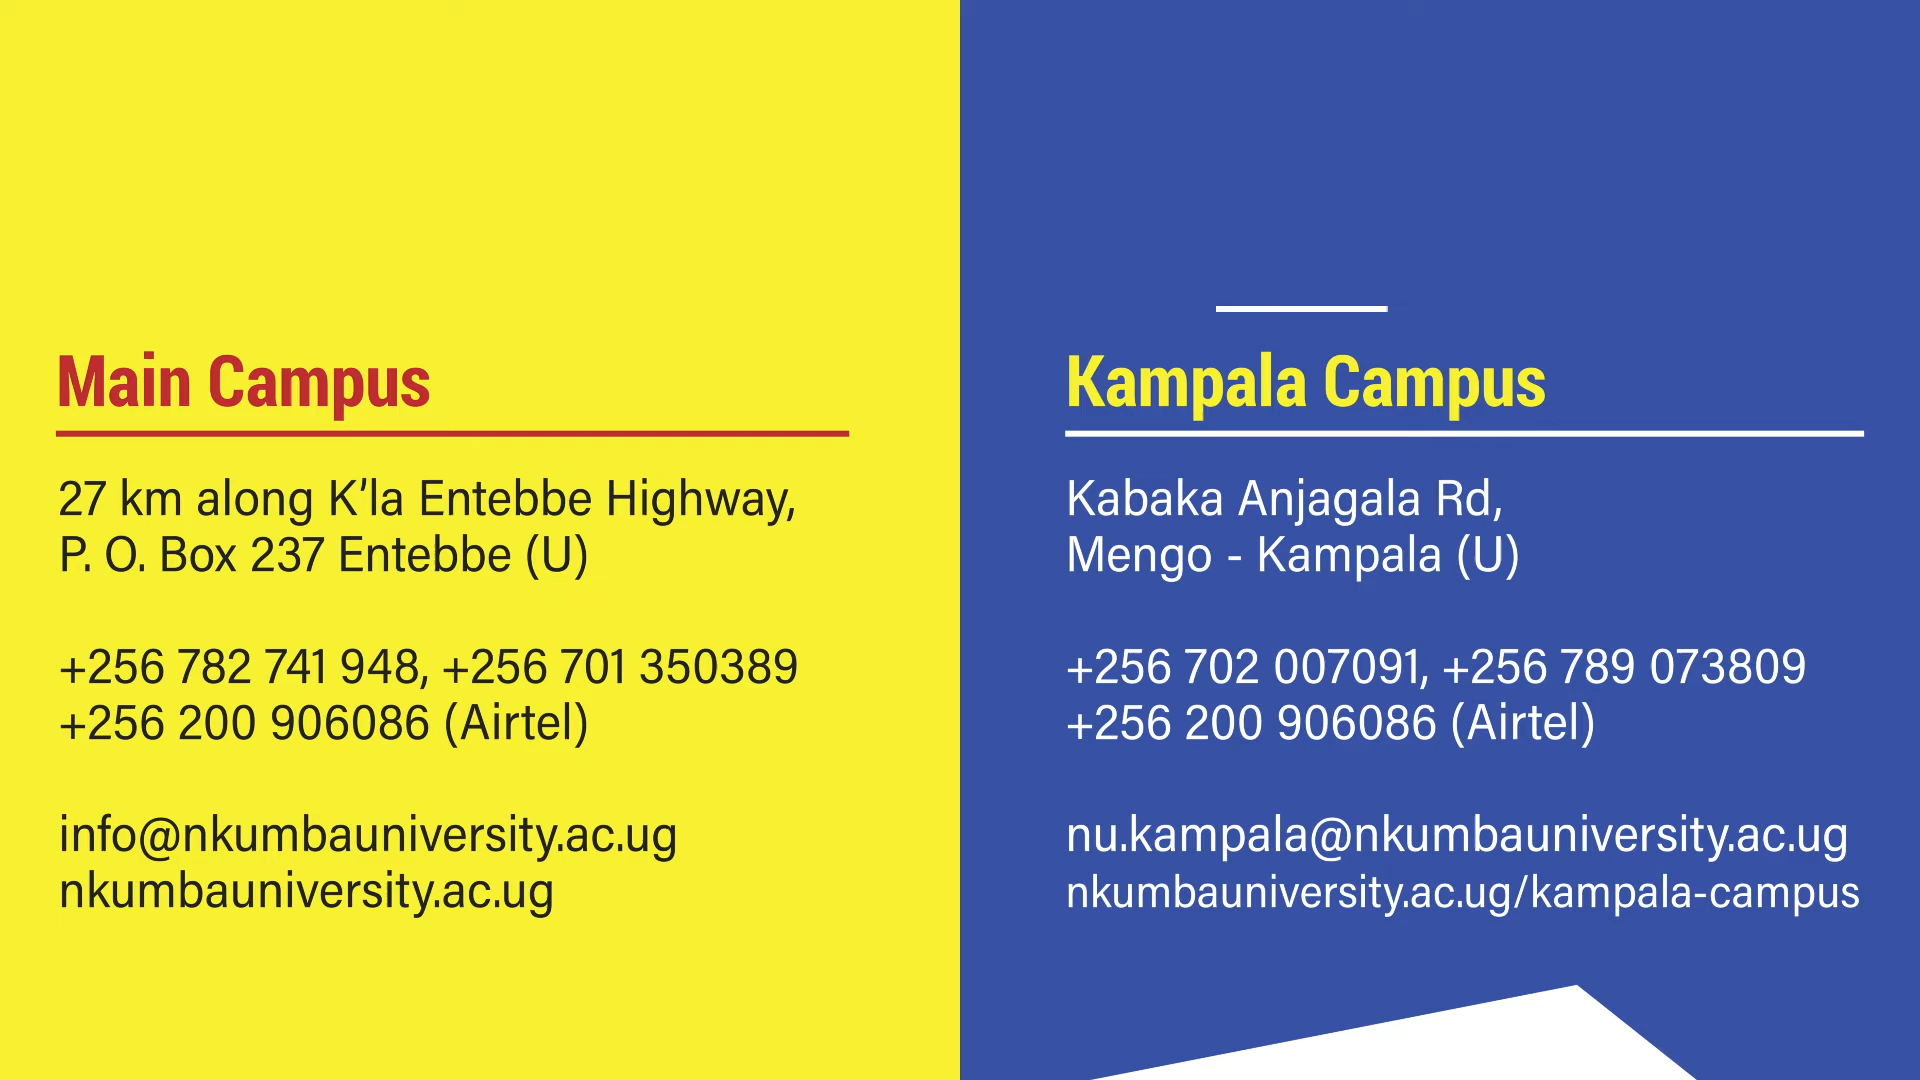 Main Campus
27 km along K’la Entebbe Highway,
P. O. Box 237 Entebbe (U)
+256 782 741 948, +256 701 350389
+256 200 906086 (Airtel)
info@nkumbauniversity.ac.ug
nkumbauniversity.ac.ug
Kampala Campus
Kabaka Anjagala Rd,
Mengo - Kampala (U)
+256 702 007091, +256 789 073809
+256 200 906086 (Airtel)
nu.kampala@nkumbauniversity.ac.ug
nkumbauniversity.ac.ug/kampala-campus